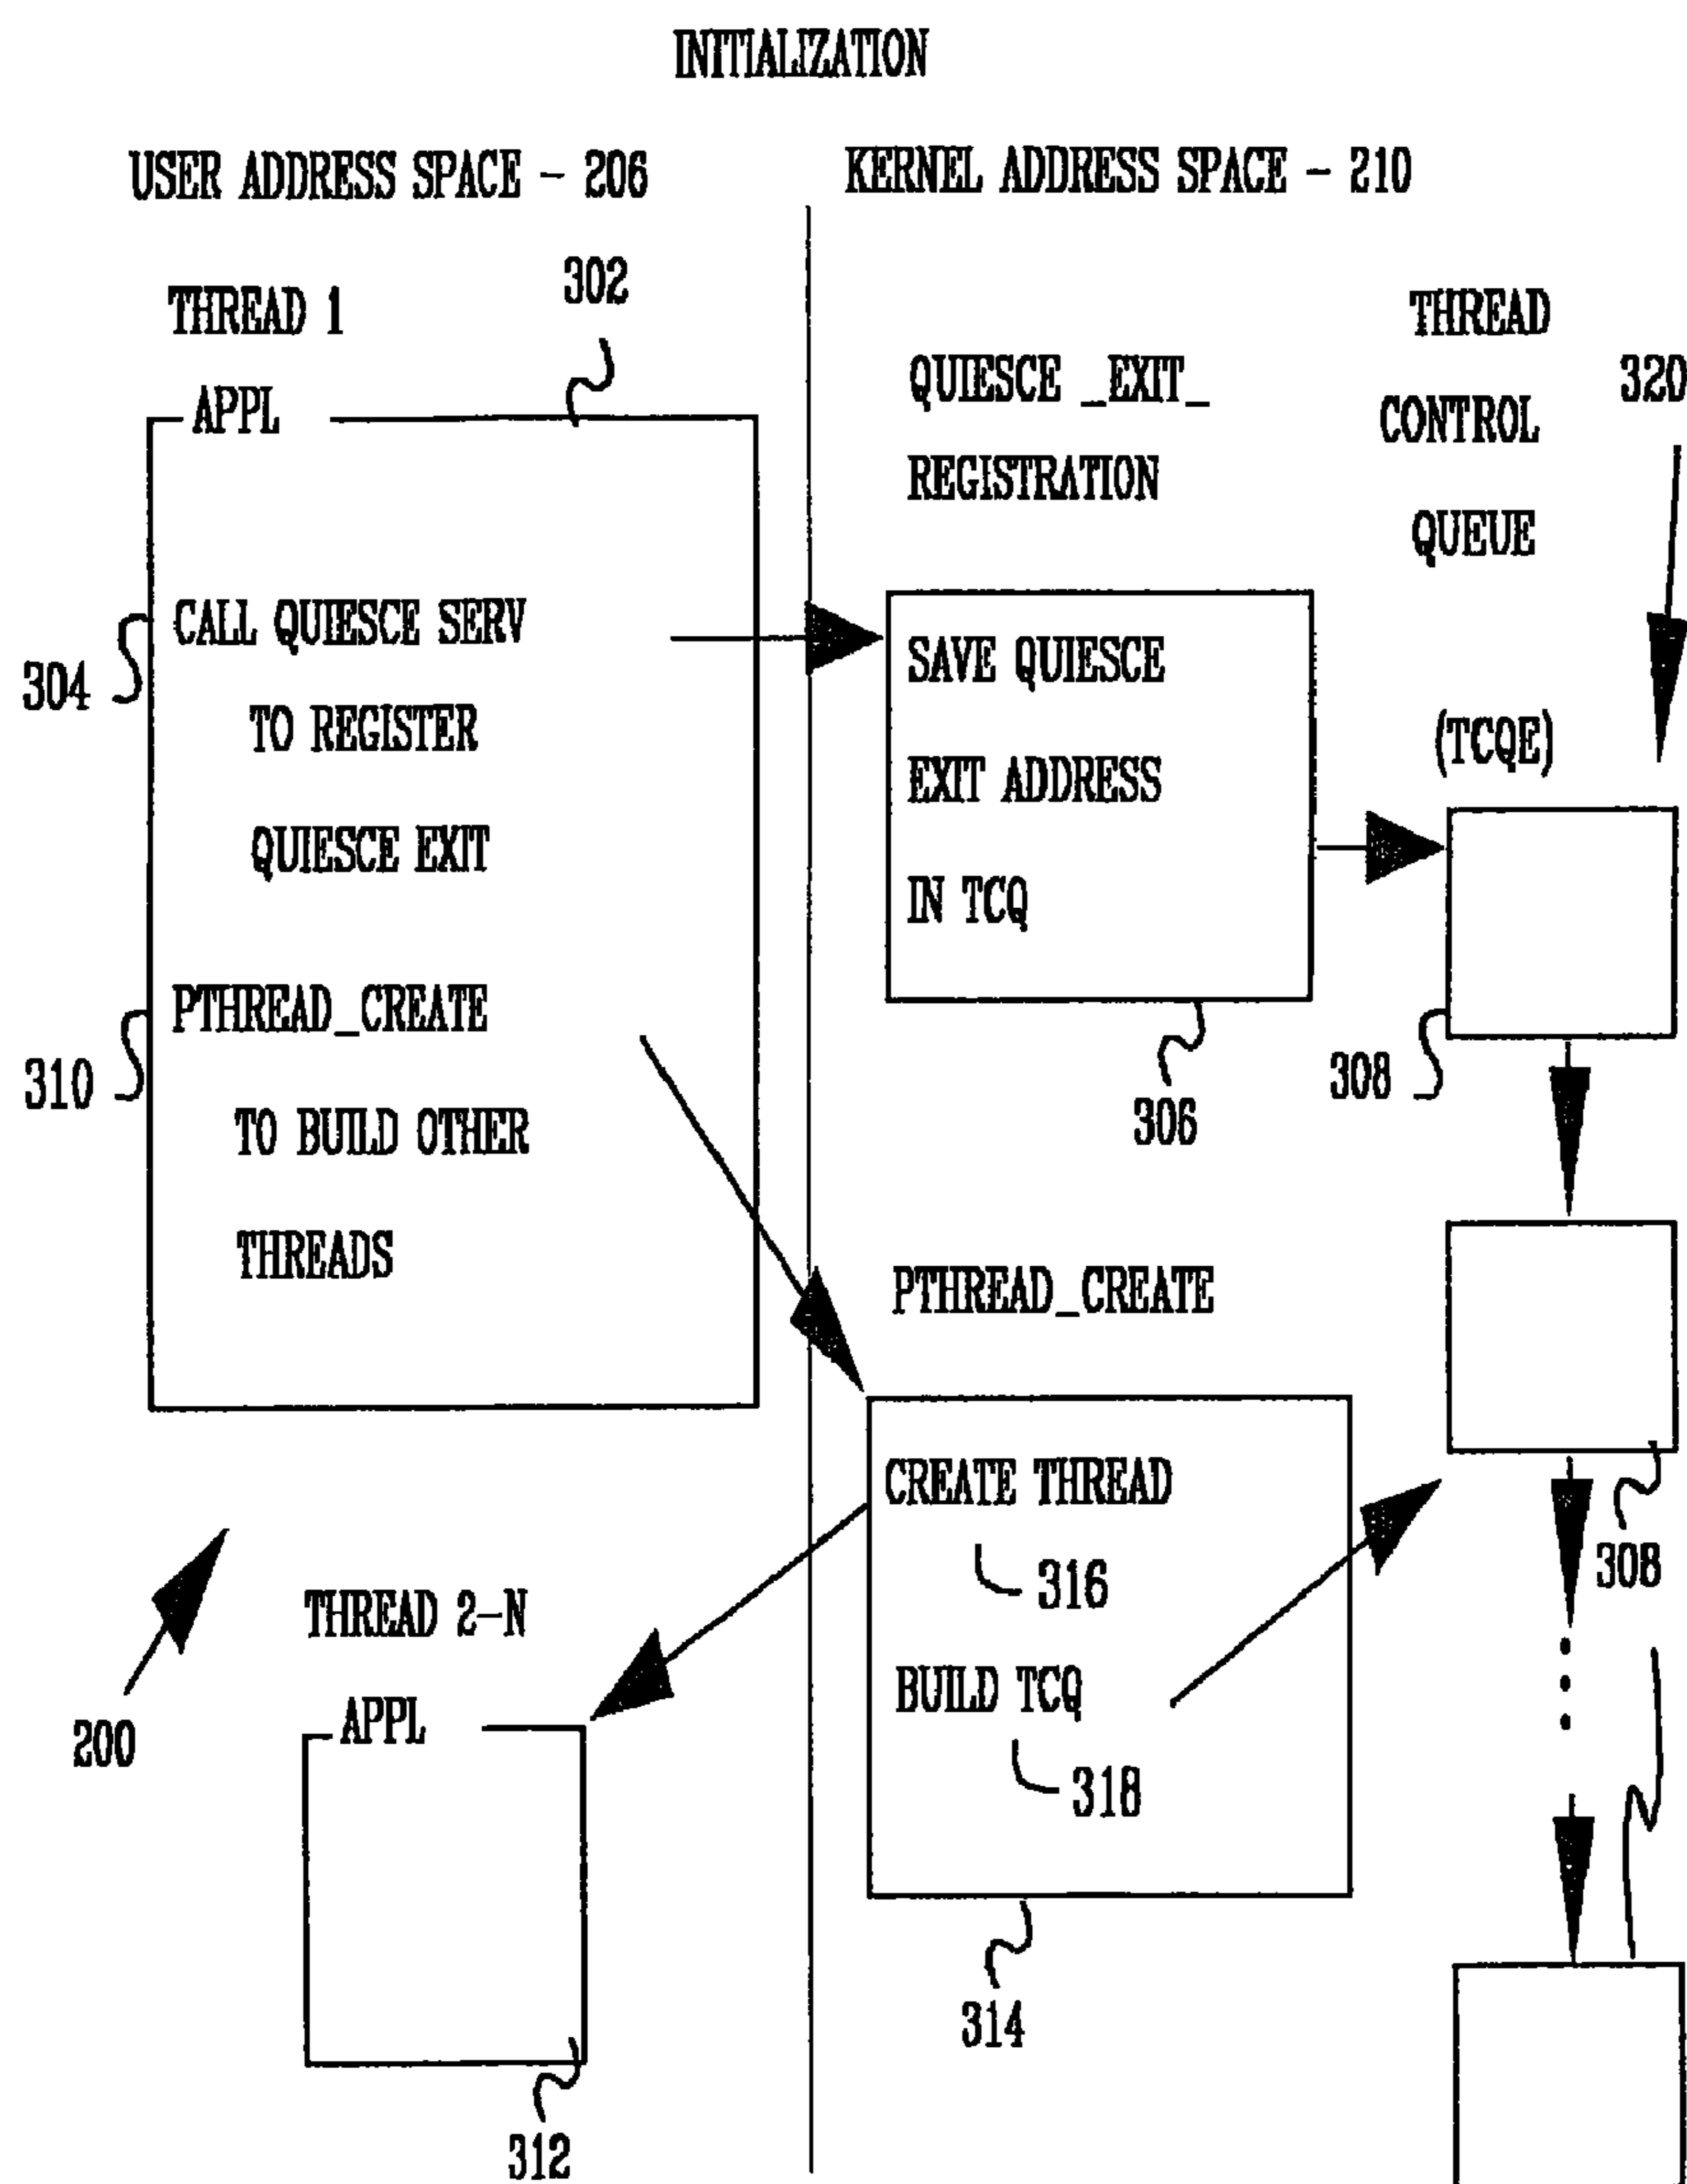 INITIALIZATION
USER ADDRESS SPACE - 206
KERNEL ADDRESS SPACE - 210
THREAD 1
302
APPL
304
CALL QUIESCE SERV
TO REGISTER
QUIESCE EXIT
310
PTHREAD_CREATE
TO BUILD OTHER
THREADS
QUIESCE _EXIT_
REGISTRATION
SAVE QUIESCE
EXIT ADDRESS
IN TCQ
306
THREAD
CONTROL
QUEUE
320
(TCQE)
308
PTHREAD_CREATE
CREATE THREAD
316
BUILD TCQ
318
314
308
200
THREAD 2-N
APPL
312